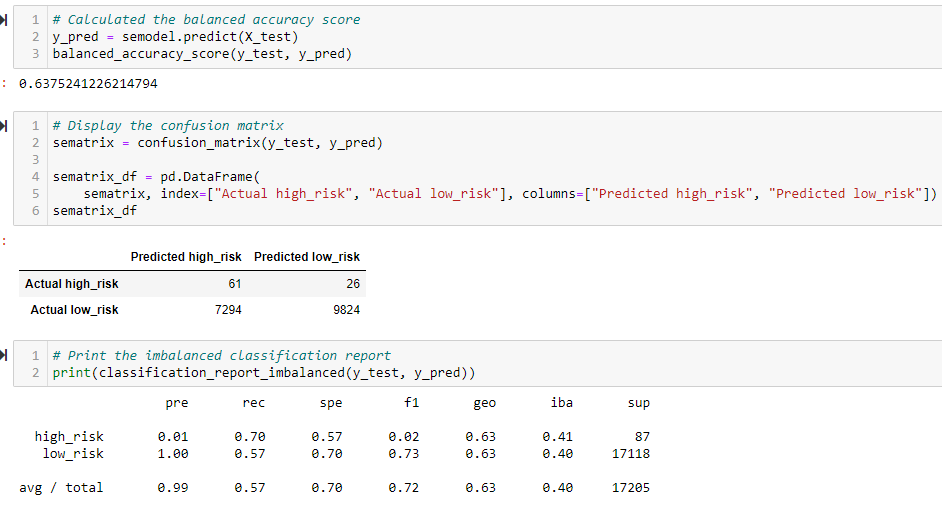 1 # Calculated the balanced accuracy score
2 y_pred = semodel.predict(X_test)
3 balanced_accuracy_score(y_test, y_pred)
: 0.6375241226214794
1 # Display the confusion matrix
2 sematrix = confusion_matrix(y_test, y_pred)
3
4 sematrix_df = pd.DataFrame(
5     sematrix, index=["Actual high_risk", "Actual low_risk"], columns=["Predicted high_risk", "Predicted low_risk"])
6 sematrix_df
:
Predicted high_risk Predicted low_risk
Actual high_risk 61 26
Actual low_risk 7294 9824
1 # Print the imbalanced classification report
2 print(classification_report_imbalanced(y_test, y_pred))
pre rec spe f1 geo iba sup
high_risk 0.01 0.70 0.57 0.02 0.63 0.41 87
low_risk 1.00 0.57 0.70 0.73 0.63 0.40 17118
avg / total 0.99 0.57 0.70 0.72 0.63 0.40 17205